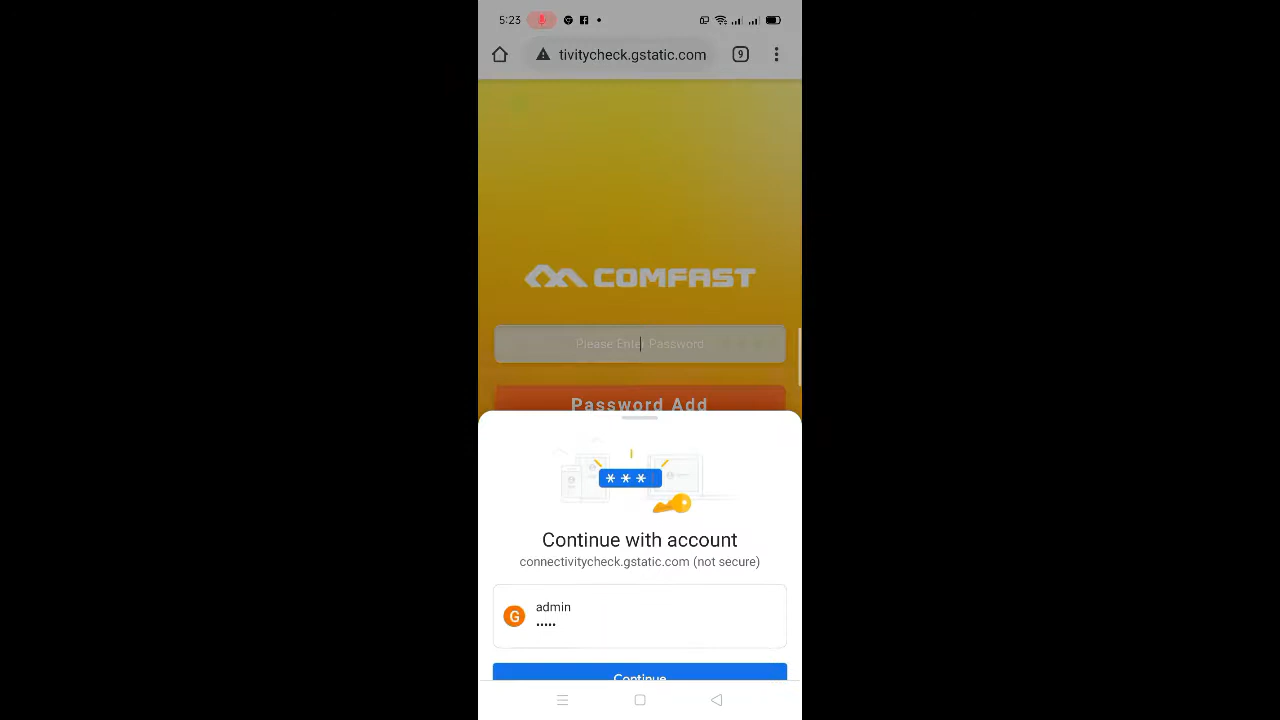 5:23
tivitycheck.gstatic.com 9
COMFAST
Please Enter Password
Password Add
***
Continue with account
connectivitycheck.gstatic.com (not secure)
G admin
•••••
Continue